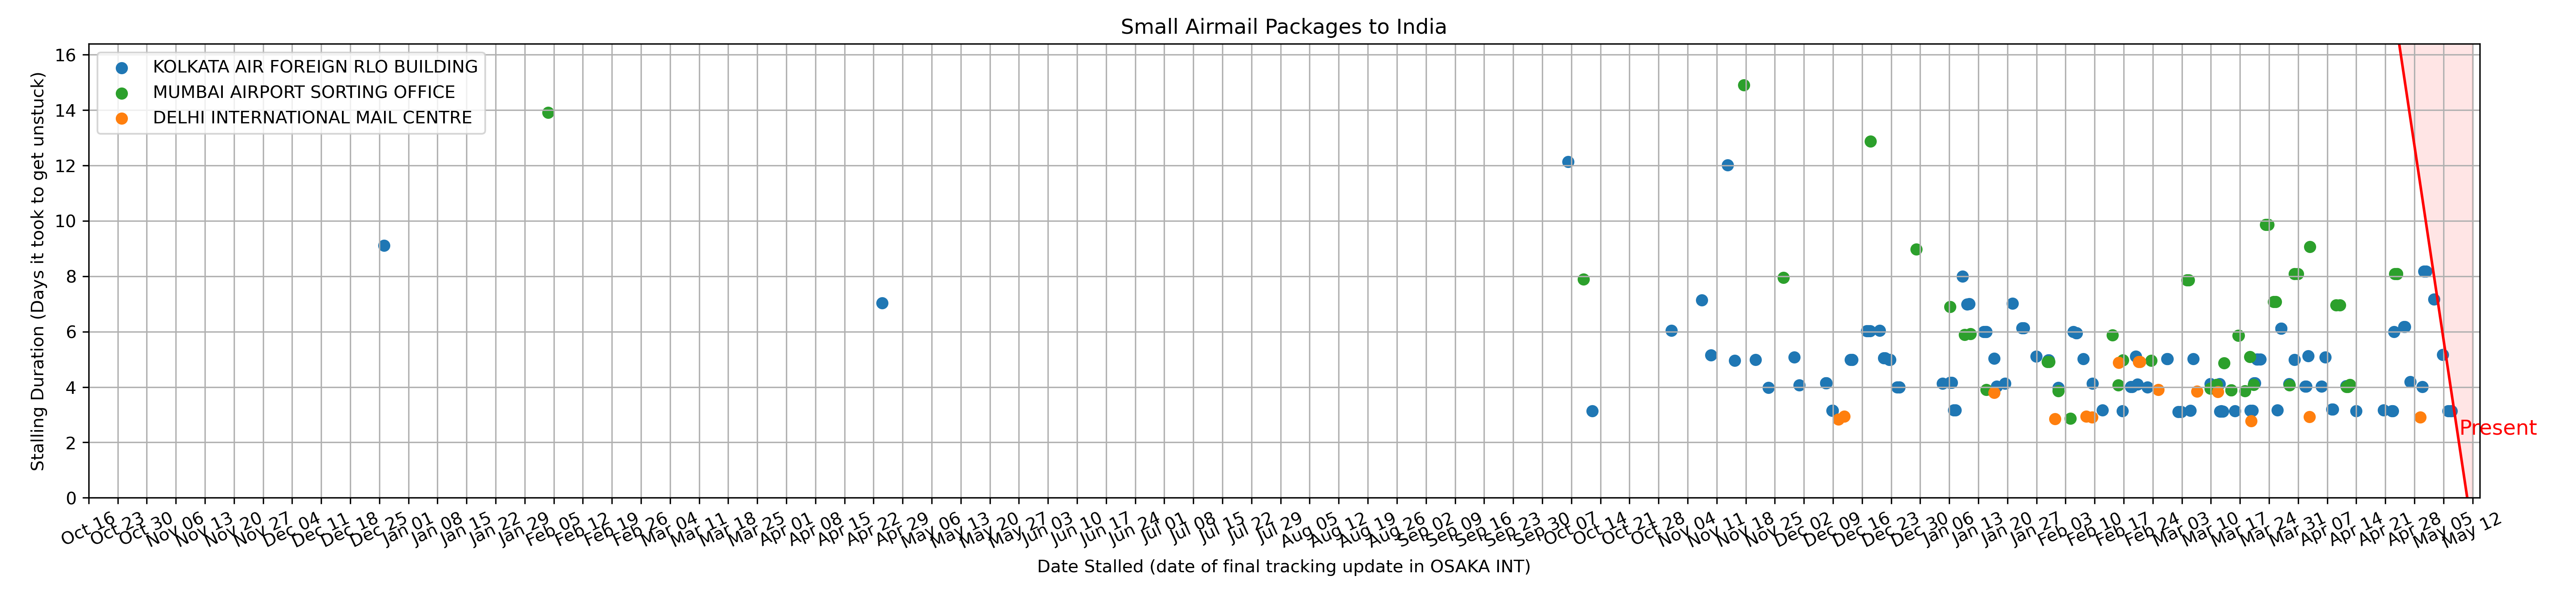 Small Airmail Packages to India
KOLKATA AIR FOREIGN RLO BUILDING
MUMBAI AIRPORT SORTING OFFICE
DELHI INTERNATIONAL MAIL CENTRE
Stalling Duration (Days it took to get unstuck)
16
14
12
10
8
6
4
2
0
Present
Oct 16
Oct 23
Oct 30
Nov 06
Nov 13
Nov 20
Nov 27
Dec 04
Dec 11
Dec 18
Dec 25
Jan 01
Jan 08
Jan 15
Jan 22
Jan 29
Feb 05
Feb 12
Feb 19
Feb 26
Mar 04
Mar 11
Mar 18
Mar 25
Apr 01
Apr 08
Apr 15
Apr 22
Apr 29
May 06
May 13
May 20
May 27
Jun 03
Jun 10
Jun 17
Jun 24
Jul 01
Jul 08
Jul 15
Jul 22
Jul 29
Aug 05
Aug 12
Aug 19
Aug 26
Sep 02
Sep 09
Sep 16
Sep 23
Sep 30
Oct 07
Oct 14
Oct 21
Oct 28
Nov 04
Nov 11
Nov 18
Nov 25
Dec 02
Dec 09
Dec 16
Dec 23
Dec 30
Jan 06
Jan 13
Jan 20
Jan 27
Feb 03
Feb 10
Feb 17
Feb 24
Mar 03
Mar 10
Mar 17
Mar 24
Mar 31
Apr 07
Apr 14
Apr 21
Apr 28
May 05
May 12
Date Stalled (date of final tracking update in OSAKA INT)